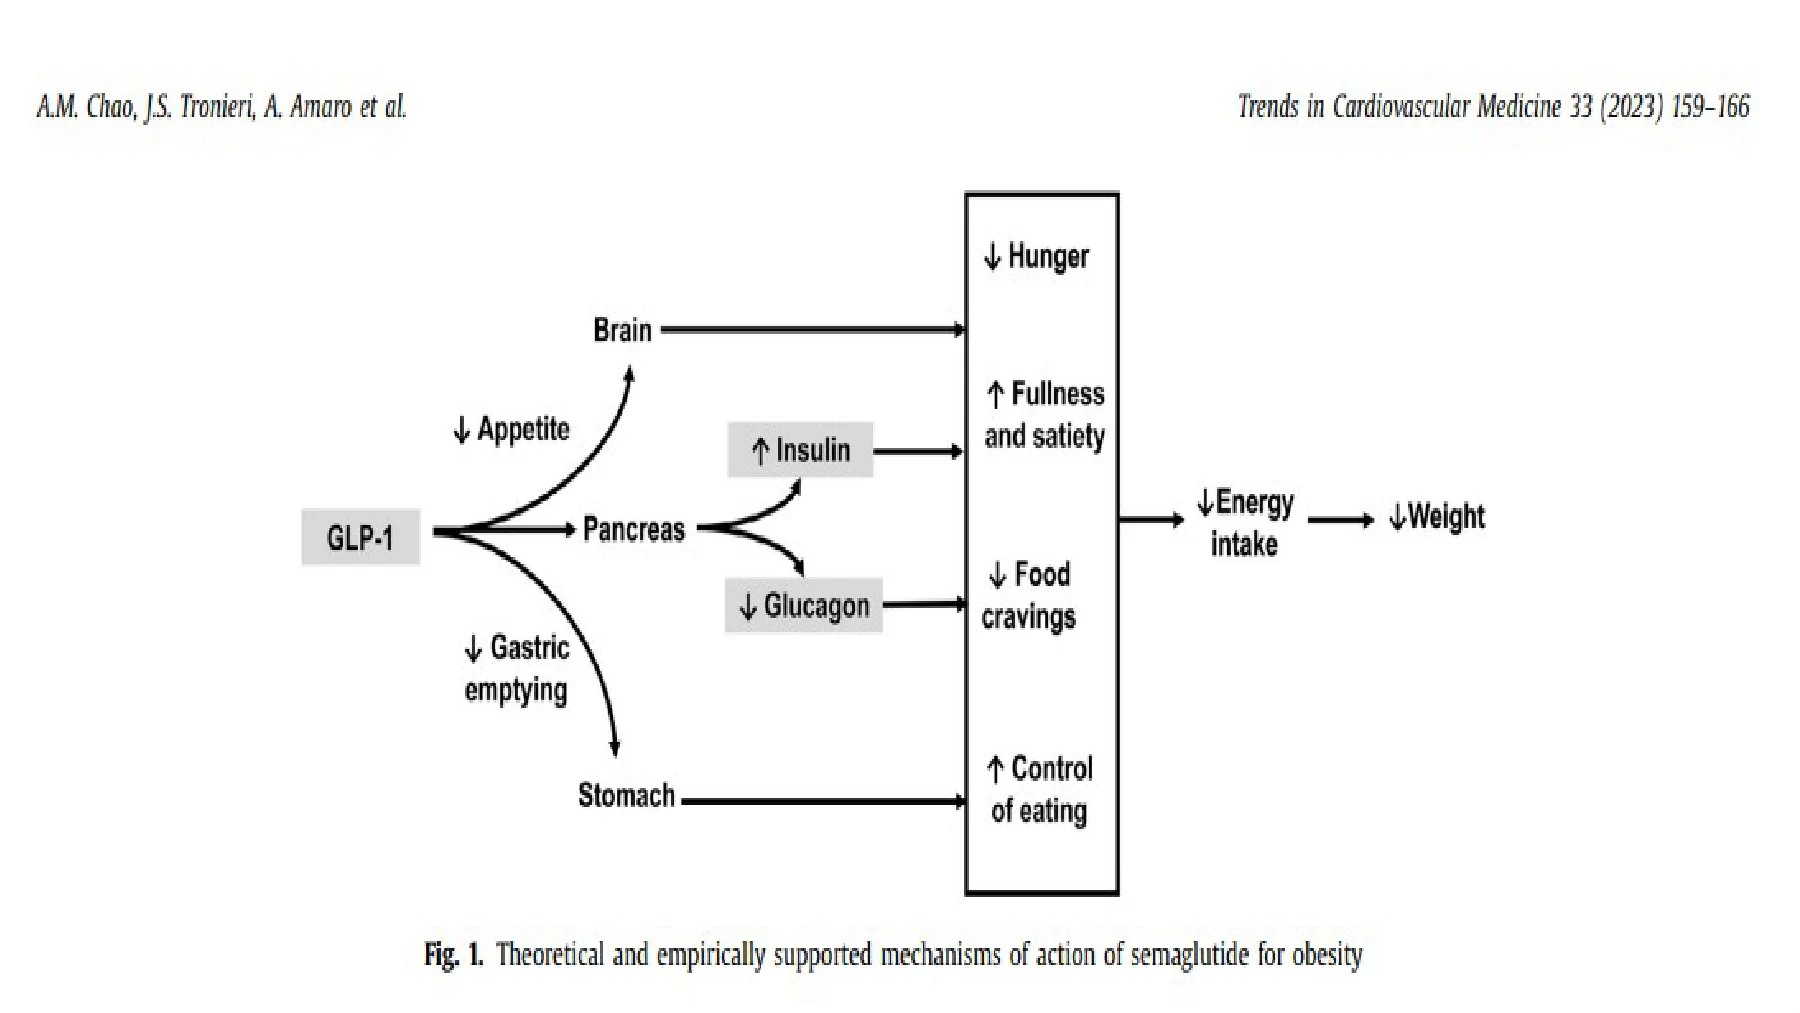 A.M. Chao, J.S. Tronieri, A. Amaro et al.
Trends in Cardiovascular Medicine 33 (2023) 159–166
↓ Hunger
Brain
↑ Fullness
and satiety
↓ Appetite
↑ Insulin
GLP-1
Pancreas
↓Energy
intake
↓Weight
↓ Food
cravings
↓ Glucagon
↓ Gastric
emptying
↑ Control
of eating
Stomach
Fig. 1. Theoretical and empirically supported mechanisms of action of semaglutide for obesity